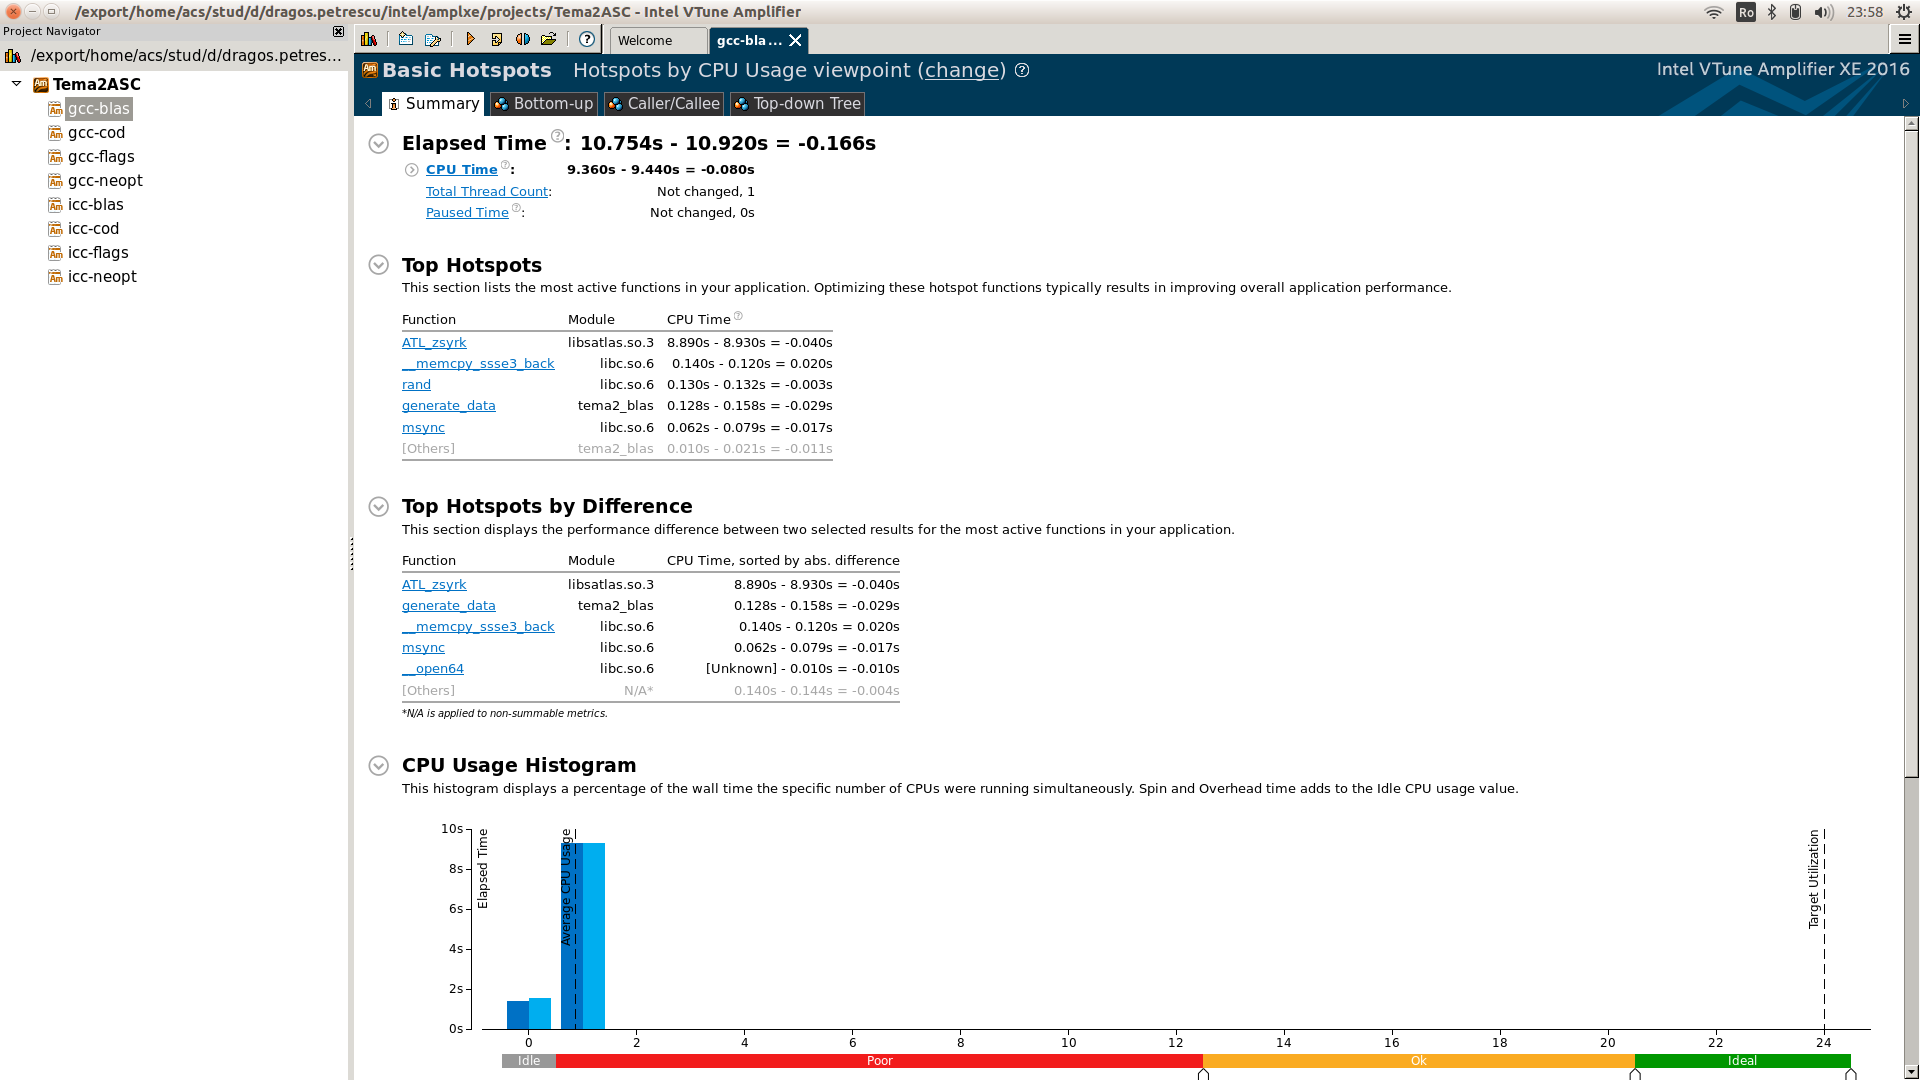 /export/home/acs/stud/d/dragos.petrescu/intel/amplxe/projects/Tema2ASC - Intel VTune Amplifier
Ro
23:58
Project Navigator
/export/home/acs/stud/d/dragos.petres...
Tema2ASC
gcc-blas
gcc-cod
gcc-flags
gcc-neopt
icc-blas
icc-cod
icc-flags
icc-neopt
Welcome
gcc-bla...
Basic Hotspots Hotspots by CPU Usage viewpoint (change)
Intel VTune Amplifier XE 2016
Summary
Bottom-up
Caller/Callee
Top-down Tree
Elapsed Time: 10.754s - 10.920s = -0.166s
CPU Time: 9.360s - 9.440s = -0.080s
Total Thread Count: Not changed, 1
Paused Time: Not changed, 0s
Top Hotspots
This section lists the most active functions in your application. Optimizing these hotspot functions typically results in improving overall application performance.
Function Module CPU Time
ATL_zsyrk libsatlas.so.3 8.890s - 8.930s = -0.040s
__memcpy_ssse3_back libc.so.6 0.140s - 0.120s = 0.020s
rand libc.so.6 0.130s - 0.132s = -0.003s
generate_data tema2_blas 0.128s - 0.158s = -0.029s
msync libc.so.6 0.062s - 0.079s = -0.017s
[Others] tema2_blas 0.010s - 0.021s = -0.011s
Top Hotspots by Difference
This section displays the performance difference between two selected results for the most active functions in your application.
Function Module CPU Time, sorted by abs. difference
ATL_zsyrk libsatlas.so.3 8.890s - 8.930s = -0.040s
generate_data tema2_blas 0.128s - 0.158s = -0.029s
__memcpy_ssse3_back libc.so.6 0.140s - 0.120s = 0.020s
msync libc.so.6 0.062s - 0.079s = -0.017s
__open64 libc.so.6 [Unknown] - 0.010s = -0.010s
[Others] N/A* 0.140s - 0.144s = -0.004s
*N/A is applied to non-summable metrics.
CPU Usage Histogram
This histogram displays a percentage of the wall time the specific number of CPUs were running simultaneously. Spin and Overhead time adds to the Idle CPU usage value.
10s
8s
6s
4s
2s
0s
Elapsed Time
Average CPU Usage
Target Utilization
0 2 4 6 8 10 12 14 16 18 20 22 24
Idle Poor Ok Ideal